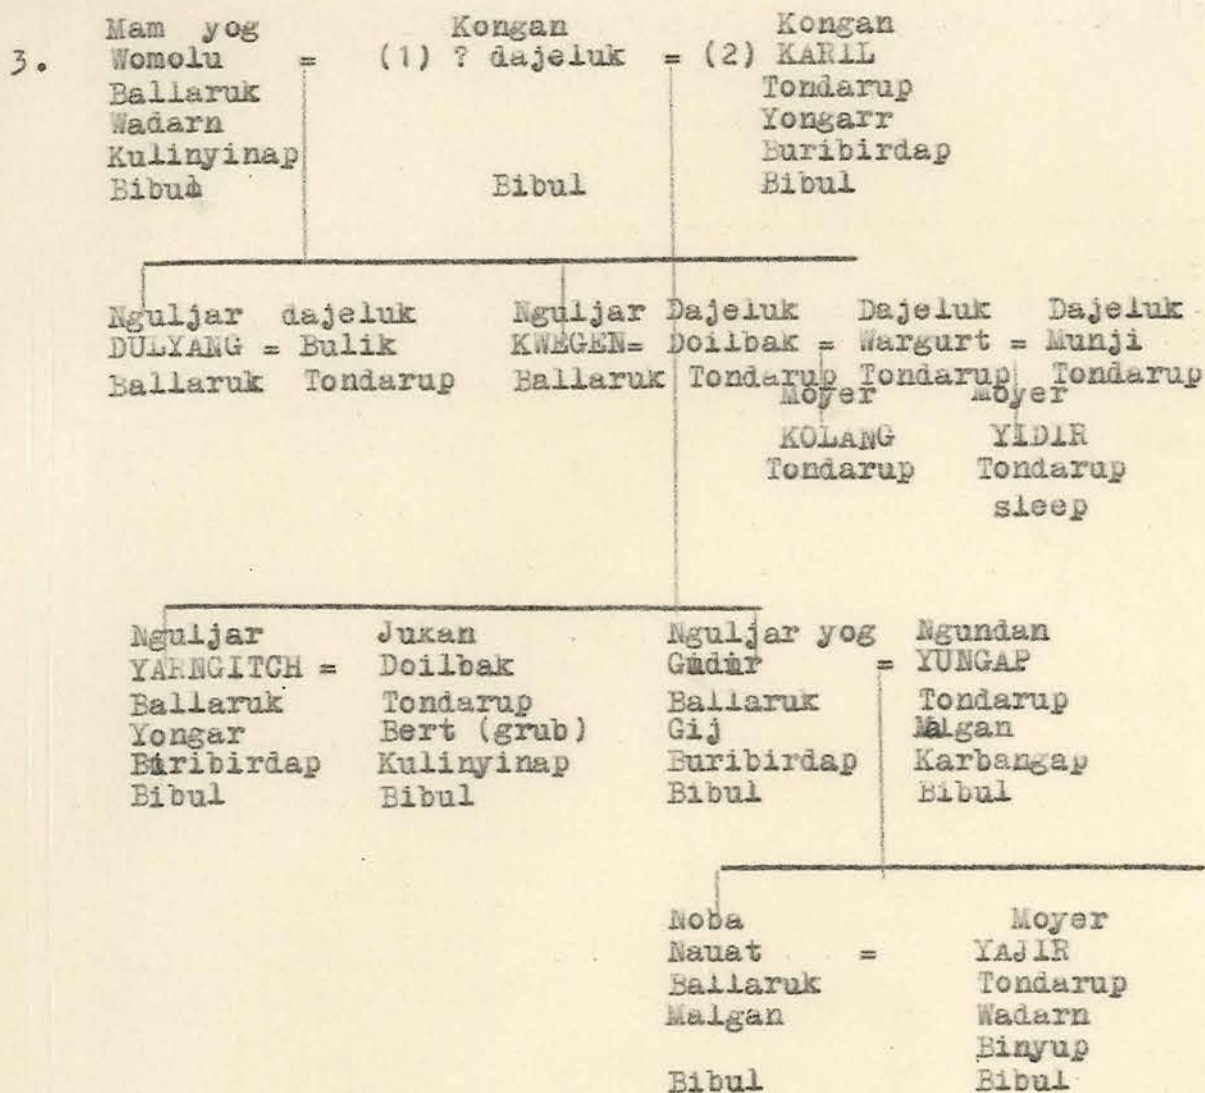 Mam yog Kongan Kongan
3. Womolu = (1) ? dajeluk = (2) KARIL
Ballaruk Tondarup
Wadarn Yongarr
Kulinyinap Buribirdap
Bibul Bibul Bibul
Nguljar dajeluk Nguljar Dajeluk Dajeluk Dajeluk
DULYANG = Bulik KWEGEN= Doilbak = Wargurt = Munji
Ballaruk Tondarup Ballaruk Tondarup Tondarup Tondarup
Moyer Moyer
KOLANG YIDIR
Tondarup Tondarup
sleep
Nguljar Jukan Nguljar yog Ngundan
YARNGITCH = Doilbak = YUNGAP
Ballaruk Tondarup Ballaruk Tondarup
Yongar Bert (grub) Gij Malgan
Buribirdap Kulinyinap Buribirdap Karbangap
Bibul Bibul Bibul Bibul
Noba Moyer
Nauat = YAJIR
Ballaruk Tondarup
Malgan Wadarn
Binyup
Bibul Bibul